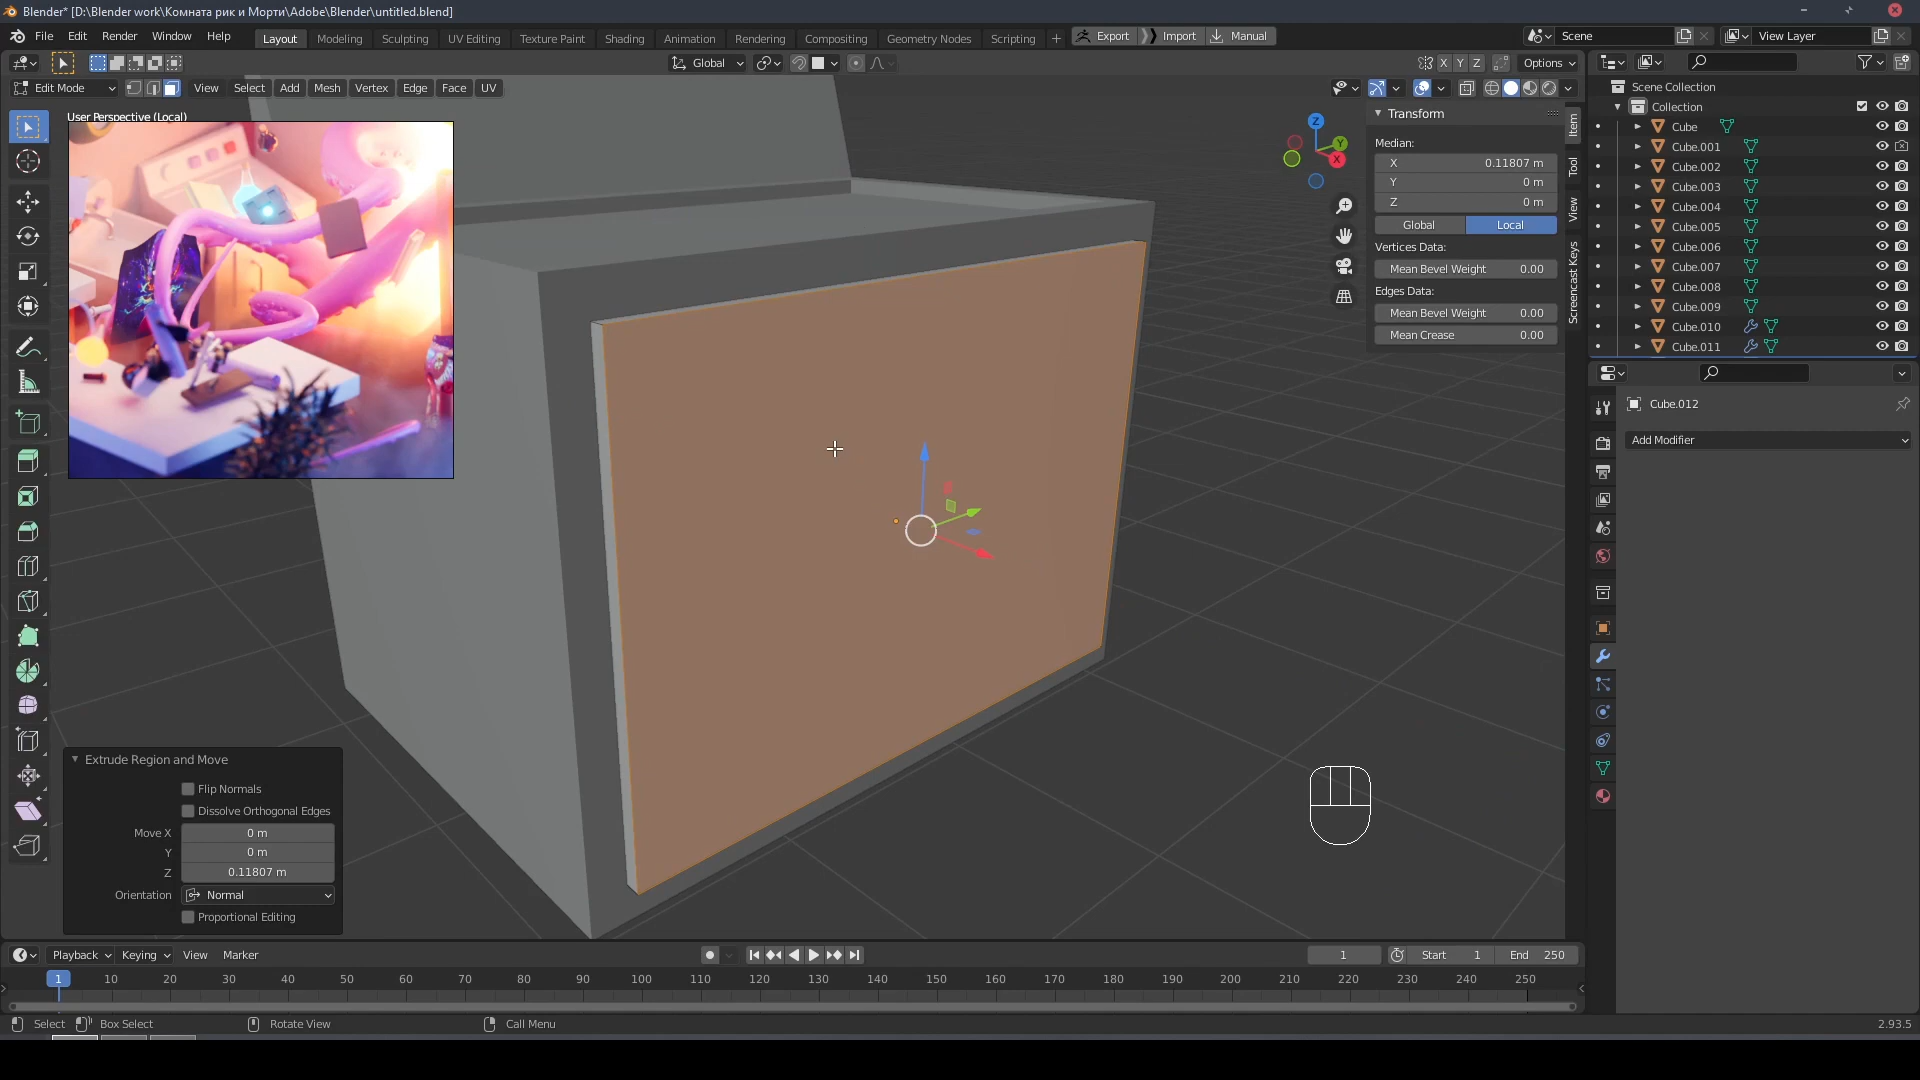 Blender* [D:\Blender work\Комната рик и Морти\Adobe\Blender\untitled.blend]
File Edit Render Window Help
Layout Modeling Sculpting UV Editing Texture Paint Shading Animation Rendering Compositing Geometry Nodes Scripting + Export Import Manual
Scene
View Layer
Global
X Y Z Options
Edit Mode View Select Add Mesh Vertex Edge Face UV
User Perspective (Local)
Z
Y
X
Transform
Median:
X 0.11807 m
Y 0 m
Z 0 m
Global Local
Vertices Data:
Mean Bevel Weight 0.00
Edges Data:
Mean Bevel Weight 0.00
Mean Crease 0.00
Item
Tool
View
Screencast Keys
Scene Collection
Collection
Cube
Cube.001
Cube.002
Cube.003
Cube.004
Cube.005
Cube.006
Cube.007
Cube.008
Cube.009
Cube.010
Cube.011
Cube.012
Add Modifier
Extrude Region and Move
Flip Normals
Dissolve Orthogonal Edges
Move X 0 m
Y 0 m
Z 0.11807 m
Orientation Normal
Proportional Editing
Playback Keying View Marker
1 Start 1 End 250
1 10 20 30 40 50 60 70 80 90 100 110 120 130 140 150 160 170 180 190 200 210 220 230 240 250
Select Box Select Rotate View Call Menu 2.93.5